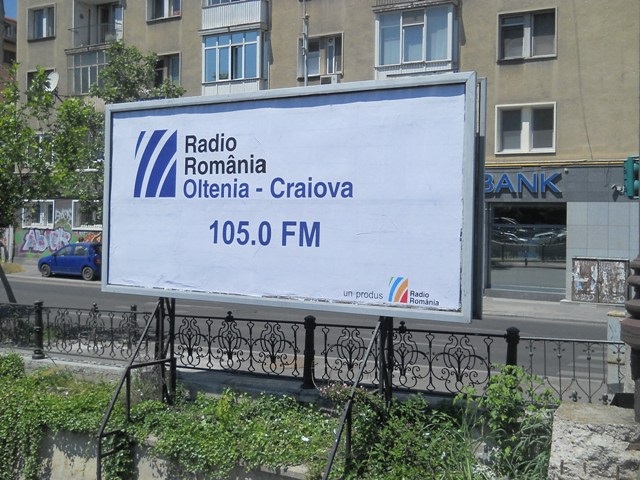 Radio
România
Oltenia - Craiova
105.0 FM
un produs
Radio
România
BANK